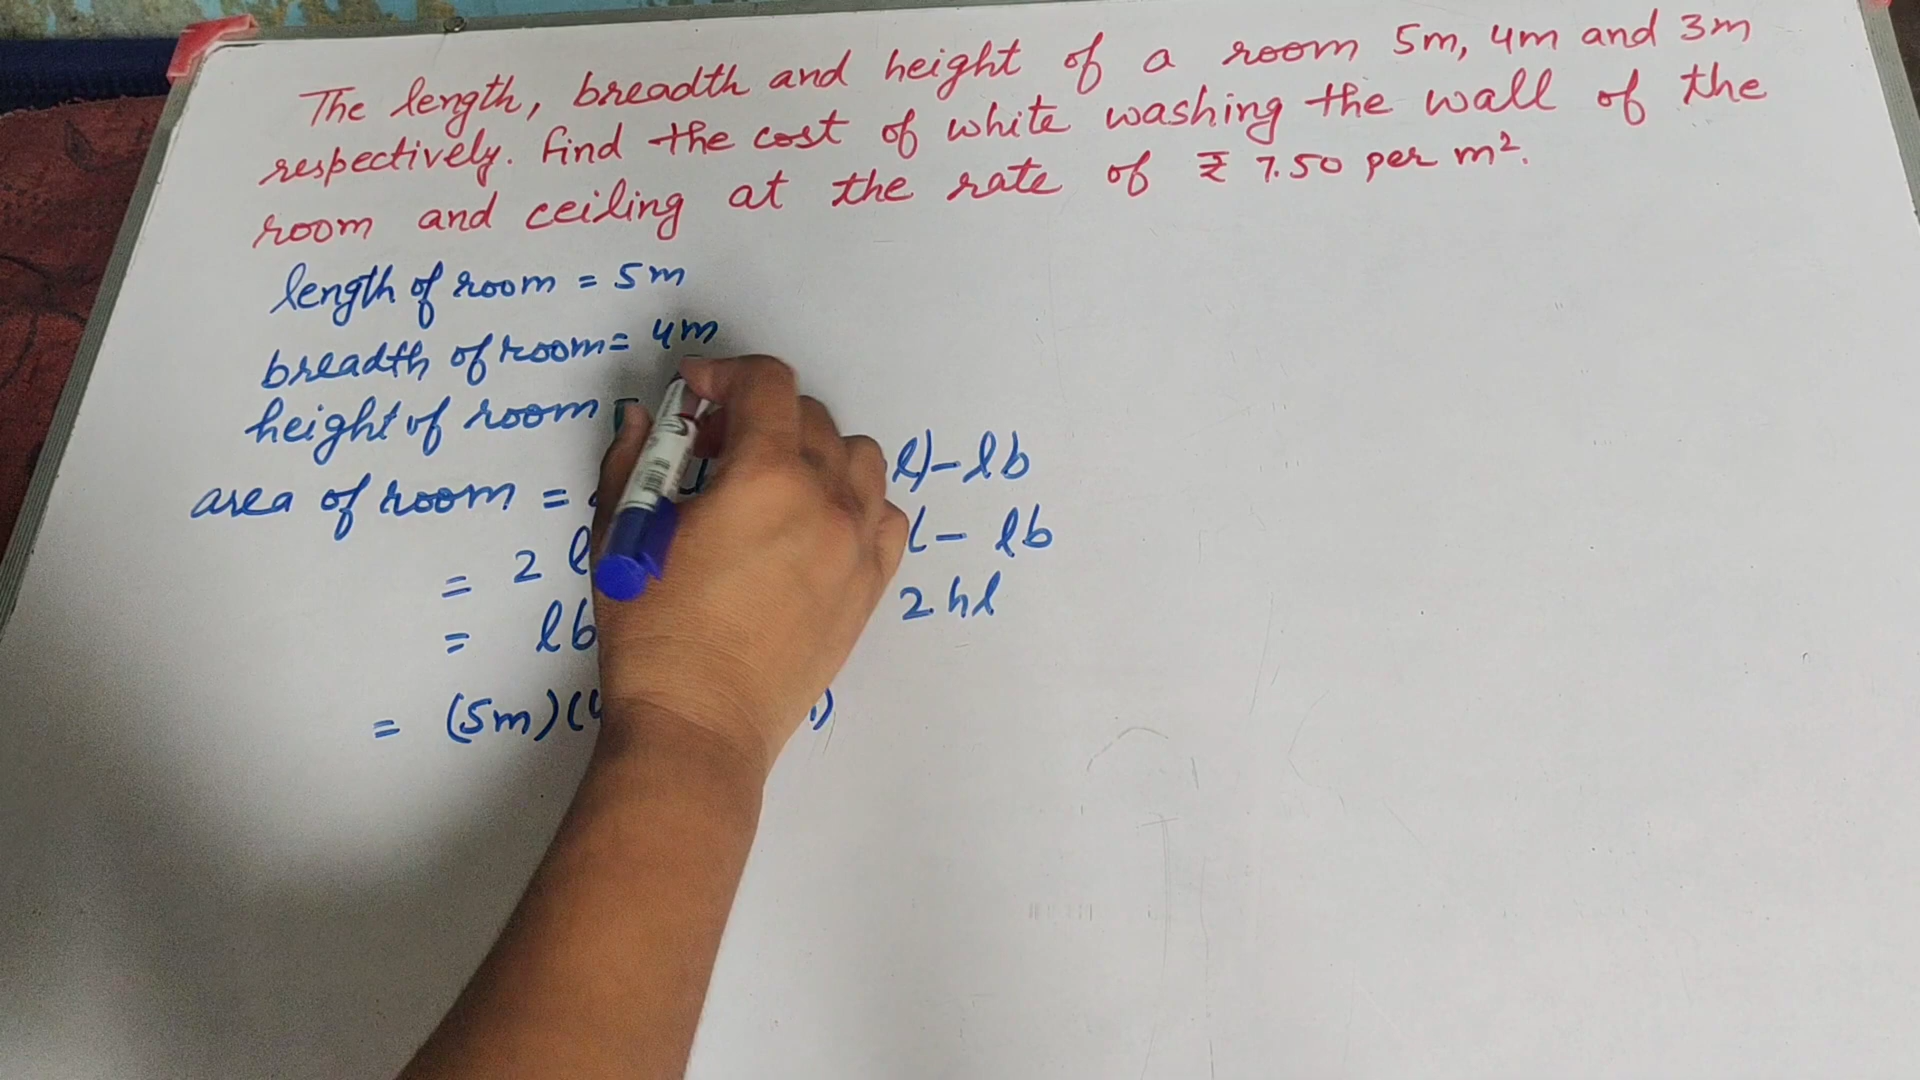 The length, breadth and height of a room 5m, 4m and 3m
respectively. find the cost of white washing the wall of the
room and ceiling at the rate of ₹ 7.50 per m².
length of room = 5m
breadth of room = 4m
height of room
area of room = l) - lb
= 2 l l - lb
= lb 2hl
= (5m)(4 )